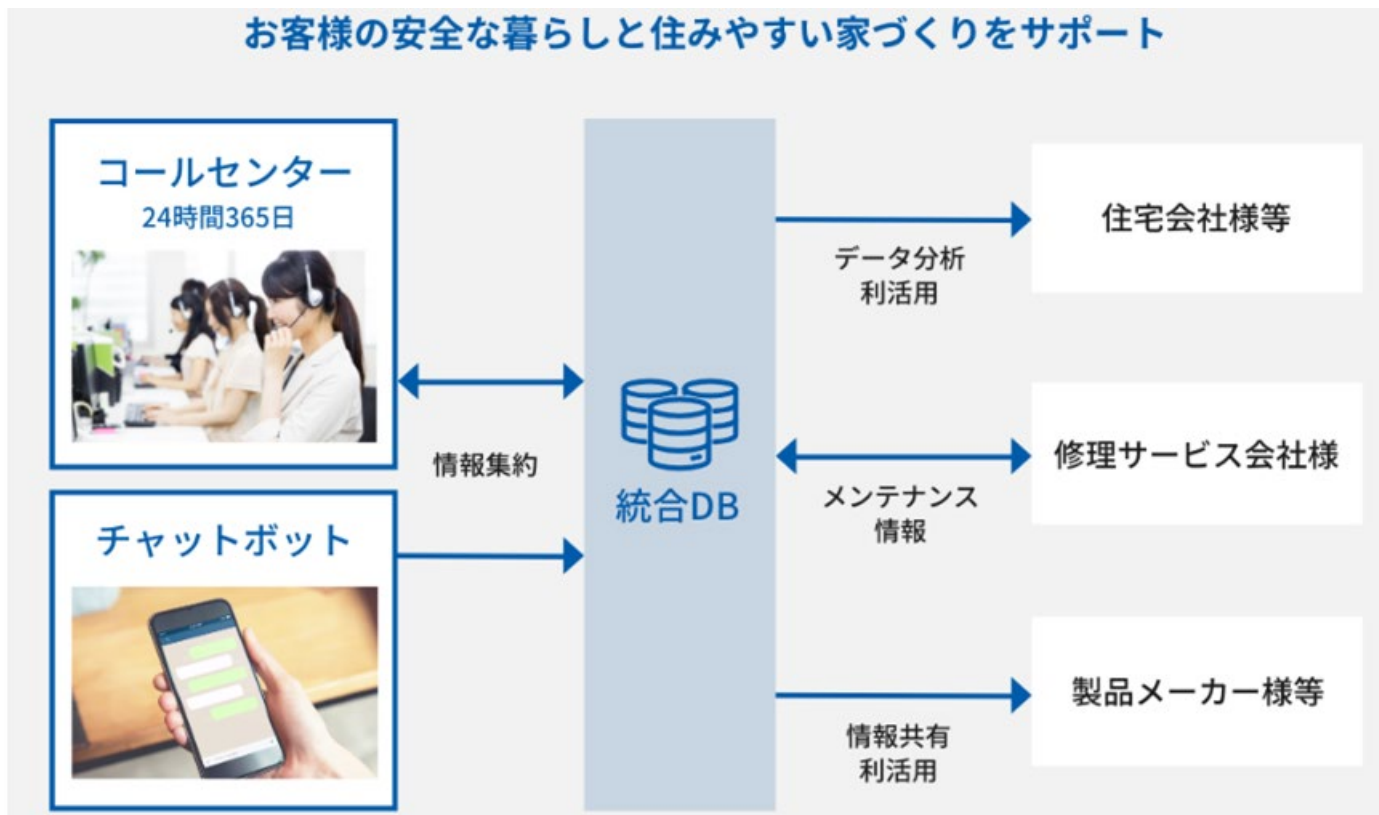 お客様の安全な暮らしと住みやすい家づくりをサポート
コールセンター
24時間365日
チャットボット
情報集約
統合DB
データ分析
利活用
住宅会社様等
メンテナンス
情報
修理サービス会社様
情報共有
利活用
製品メーカー様等